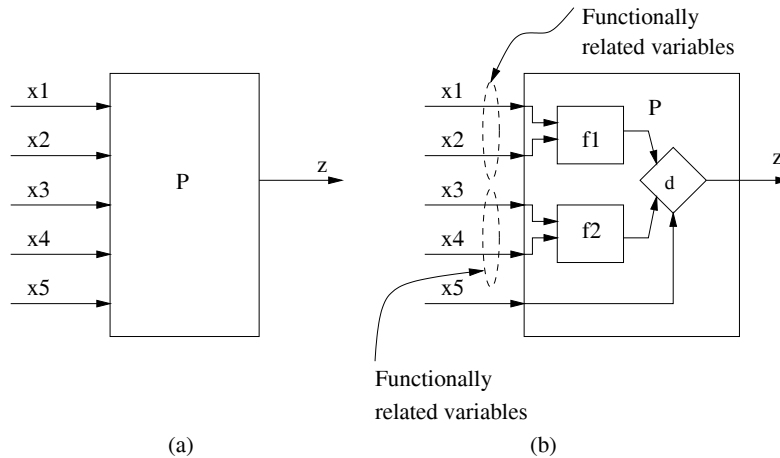 x1
x2
x3
x4
x5
P
z
(a)
Functionally
related variables
x1
x2
x3
x4
x5
f1
f2
P
d
z
Functionally
related variables
(b)